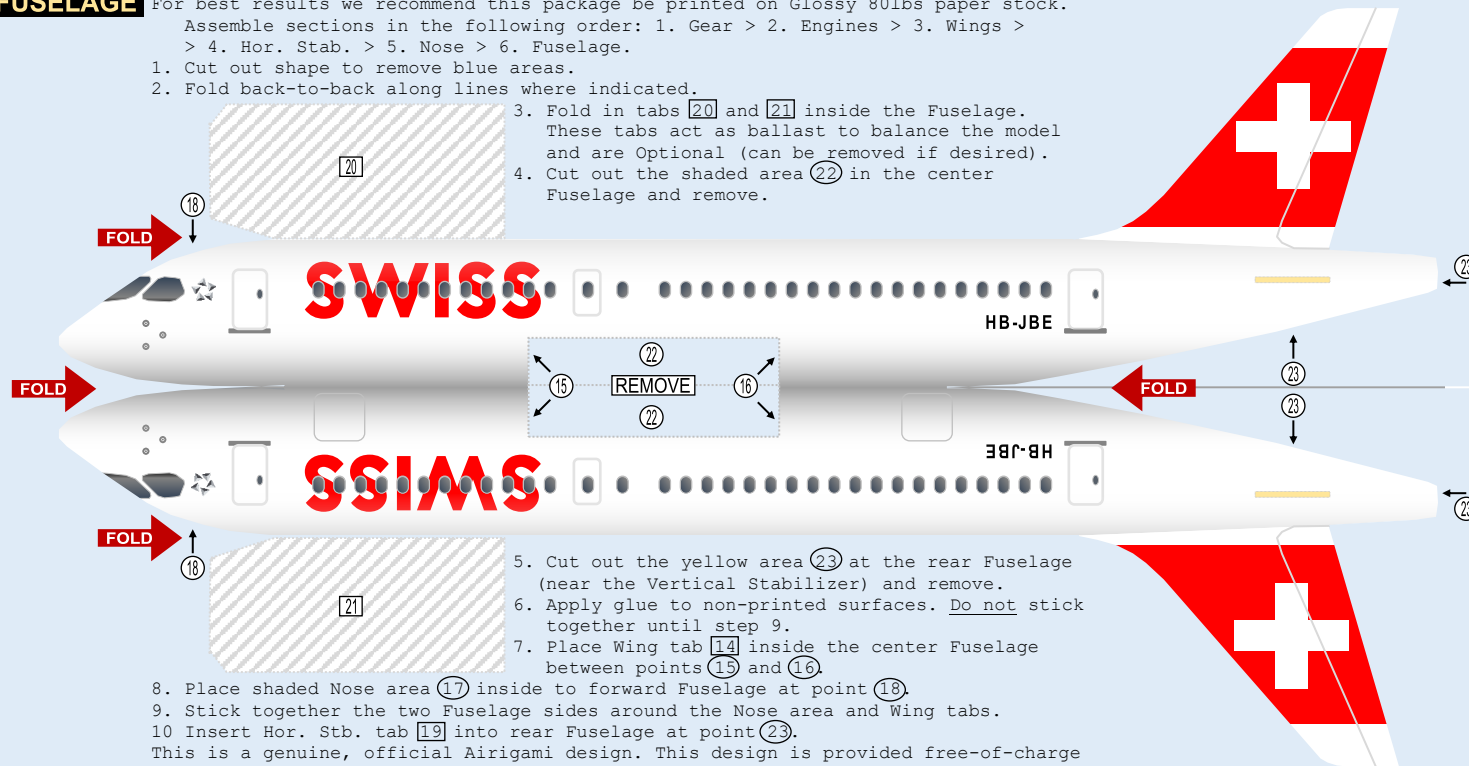 FUSELAGE
For best results we recommend this package be printed on Glossy 80lbs paper stock.
Assemble sections in the following order: 1. Gear > 2. Engines > 3. Wings >
> 4. Hor. Stab. > 5. Nose > 6. Fuselage.
1. Cut out shape to remove blue areas.
2. Fold back-to-back along lines where indicated.
3. Fold in tabs 20 and 21 inside the Fuselage.
These tabs act as ballast to balance the model
and are Optional (can be removed if desired).
4. Cut out the shaded area 22 in the center
Fuselage and remove.
20
18
FOLD
23
SWISS
HB-JBE
22
15 REMOVE 16
22
FOLD
FOLD
23
23
HB-JBE
SWISS
23
FOLD
18
21
5. Cut out the yellow area 23 at the rear Fuselage
(near the Vertical Stabilizer) and remove.
6. Apply glue to non-printed surfaces. Do not stick
together until step 9.
7. Place Wing tab 14 inside the center Fuselage
between points 15 and 16.
8. Place shaded Nose area 17 inside to forward Fuselage at point 18.
9. Stick together the two Fuselage sides around the Nose area and Wing tabs.
10 Insert Hor. Stb. tab 19 into rear Fuselage at point 23.
This is a genuine, official Airigami design. This design is provided free-of-charge